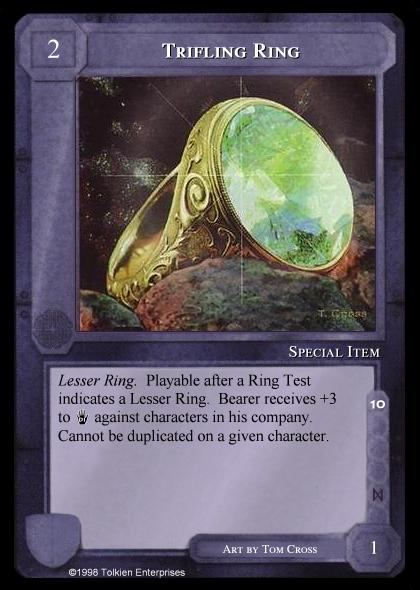 2
TRIFLING RING
T. Cross
SPECIAL ITEM
Lesser Ring. Playable after a Ring Test
indicates a Lesser Ring. Bearer receives +3
to against characters in his company.
Cannot be duplicated on a given character.
10
ART BY TOM CROSS
1
©1998 Tolkien Enterprises